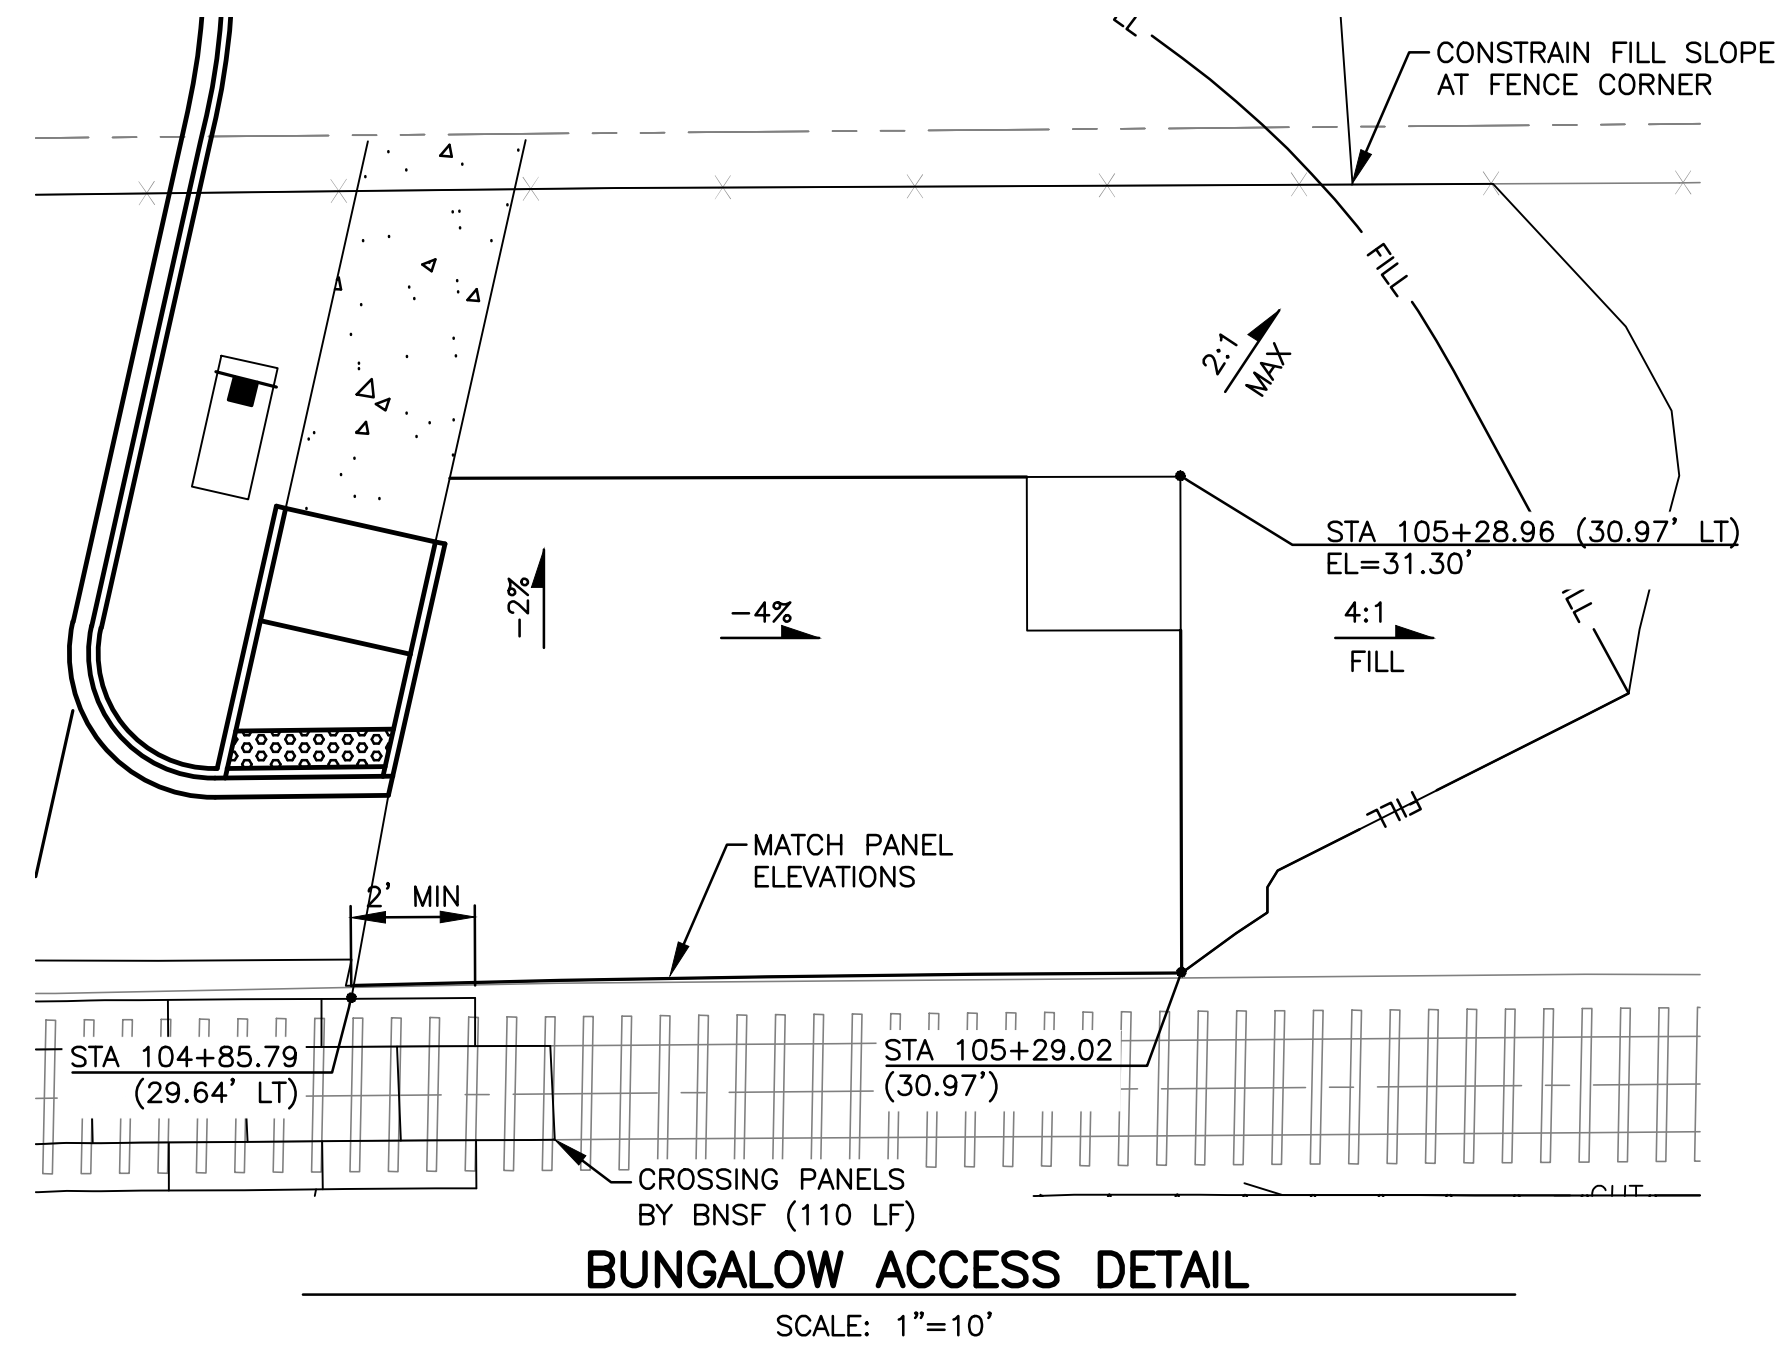 CONSTRAIN FILL SLOPE
AT FENCE CORNER
FILL
2:1
MAX
STA 105+28.96 (30.97' LT)
EL=31.30'
-2%
-4%
4:1
FILL
FILL
MATCH PANEL
ELEVATIONS
2' MIN
STA 104+85.79
(29.64' LT)
STA 105+29.02
(30.97')
CROSSING PANELS
BY BNSF (110 LF)
CUT
BUNGALOW ACCESS DETAIL
SCALE: 1"=10'